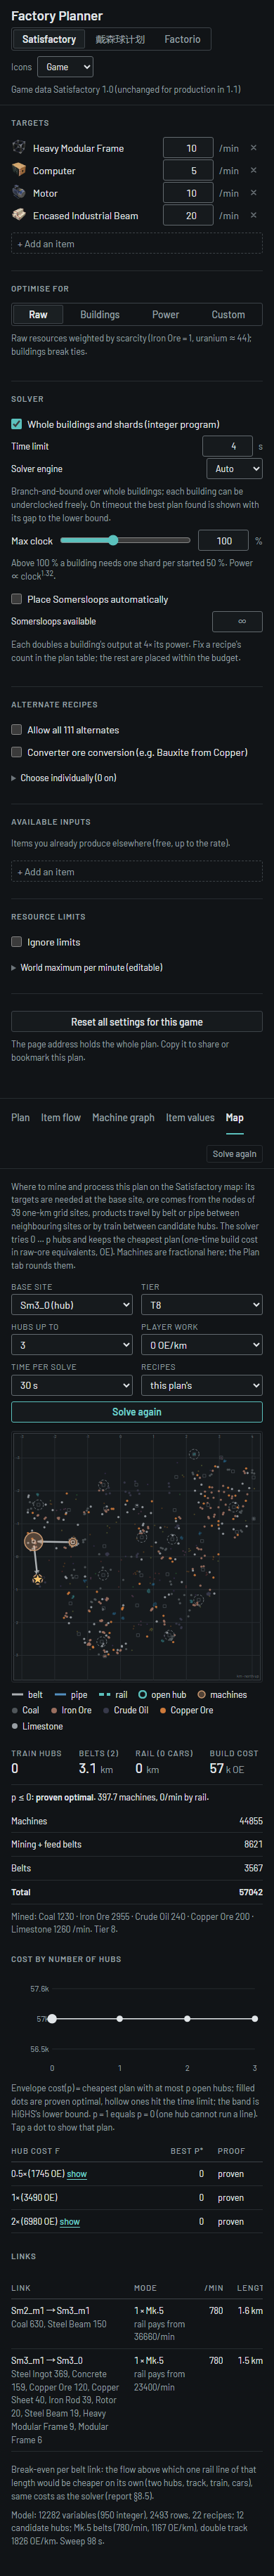 Factory Planner
Satisfactory
戴森球计划
Factorio
Icons
Game
Game data Satisfactory 1.0 (unchanged for production in 1.1)
TARGETS
Heavy Modular Frame 10 /min ×
Computer 5 /min ×
Motor 10 /min ×
Encased Industrial Beam 20 /min ×
+ Add an item
OPTIMISE FOR
Raw Buildings Power Custom
Raw resources weighted by scarcity (Iron Ore = 1, uranium ≈ 44);
buildings break ties.
SOLVER
Whole buildings and shards (integer program)
Time limit 4 s
Solver engine Auto
Branch-and-bound over whole buildings; each building can be
underclocked freely. On timeout the best plan found is shown with
its gap to the lower bound.
Max clock 100 %
Above 100 % a building needs one shard per started 50 %. Power
∝ clock1.32.
Place Somersloops automatically
Somersloops available ∞
Each doubles a building's output at 4× its power. Fix a recipe's
count in the plan table; the rest are placed within the budget.
ALTERNATE RECIPES
Allow all 111 alternates
Converter ore conversion (e.g. Bauxite from Copper)
Choose individually (0 on)
AVAILABLE INPUTS
Items you already produce elsewhere (free, up to the rate).
+ Add an item
RESOURCE LIMITS
Ignore limits
World maximum per minute (editable)
Reset all settings for this game
The page address holds the whole plan. Copy it to share or
bookmark this plan.
Plan Item flow Machine graph Item values Map
Solve again
Where to mine and process this plan on the Satisfactory map: its
targets are needed at the base site, ore comes from the nodes of
39 one-km grid sites, products travel by belt or pipe between
neighbouring sites or by train between candidate hubs. The solver
tries 0 … p hubs and keeps the cheapest plan (one-time build cost
in raw-ore equivalents, OE). Machines are fractional here; the Plan
tab rounds them.
BASE SITE TIER
Sm3_0 (hub) T8
HUBS UP TO PLAYER WORK
3 0 OE/km
TIME PER SOLVE RECIPES
30 s this plan's
Solve again
belt pipe rail open hub machines
Coal Iron Ore Crude Oil Copper Ore
Limestone
TRAIN HUBS BELTS (2) RAIL (0 CARS) BUILD COST
0 3.1 km 0 km 57 k OE
p ≤ 0: proven optimal. 397.7 machines, 0/min by rail.
Machines 44855
Mining + feed belts 8621
Belts 3567
Total 57042
Mined: Coal 1230 · Iron Ore 2955 · Crude Oil 240 · Copper Ore 200 ·
Limestone 1260 /min. Tier 8.
COST BY NUMBER OF HUBS
57.6k
57k
56.5k
0 1 2 3
Envelope cost(p) = cheapest plan with at most p open hubs; filled
dots are proven optimal, hollow ones hit the time limit; the band is
HiGHS's lower bound. p = 1 equals p = 0 (one hub cannot run a line).
Tap a dot to show that plan.
HUB COST F BEST P* PROOF
0.5× (1745 OE) show 0 proven
1× (3490 OE) 0 proven
2× (6980 OE) show 0 proven
LINKS
LINK MODE /MIN LENGT
Sm2_m1 → Sm3_m1 1 × Mk.5 780 1.6 km
Coal 630, Steel Beam 150 rail pays from
36660/min
Sm3_m1 → Sm3_0 1 × Mk.5 780 1.5 km
Steel Ingot 369, Concrete rail pays from
159, Copper Ore 120, Copper 23400/min
Sheet 40, Iron Rod 39, Rotor
20, Steel Beam 19, Heavy
Modular Frame 9, Modular
Frame 6
Break-even per belt link: the flow above which one rail line of that
length would be cheaper on its own (two hubs, track, train, cars),
same costs as the solver (report §8.5).
Model: 12282 variables (950 integer), 2493 rows, 22 recipes; 12
candidate hubs; Mk.5 belts (780/min, 1167 OE/km), double track
1826 OE/km. Sweep 98 s.